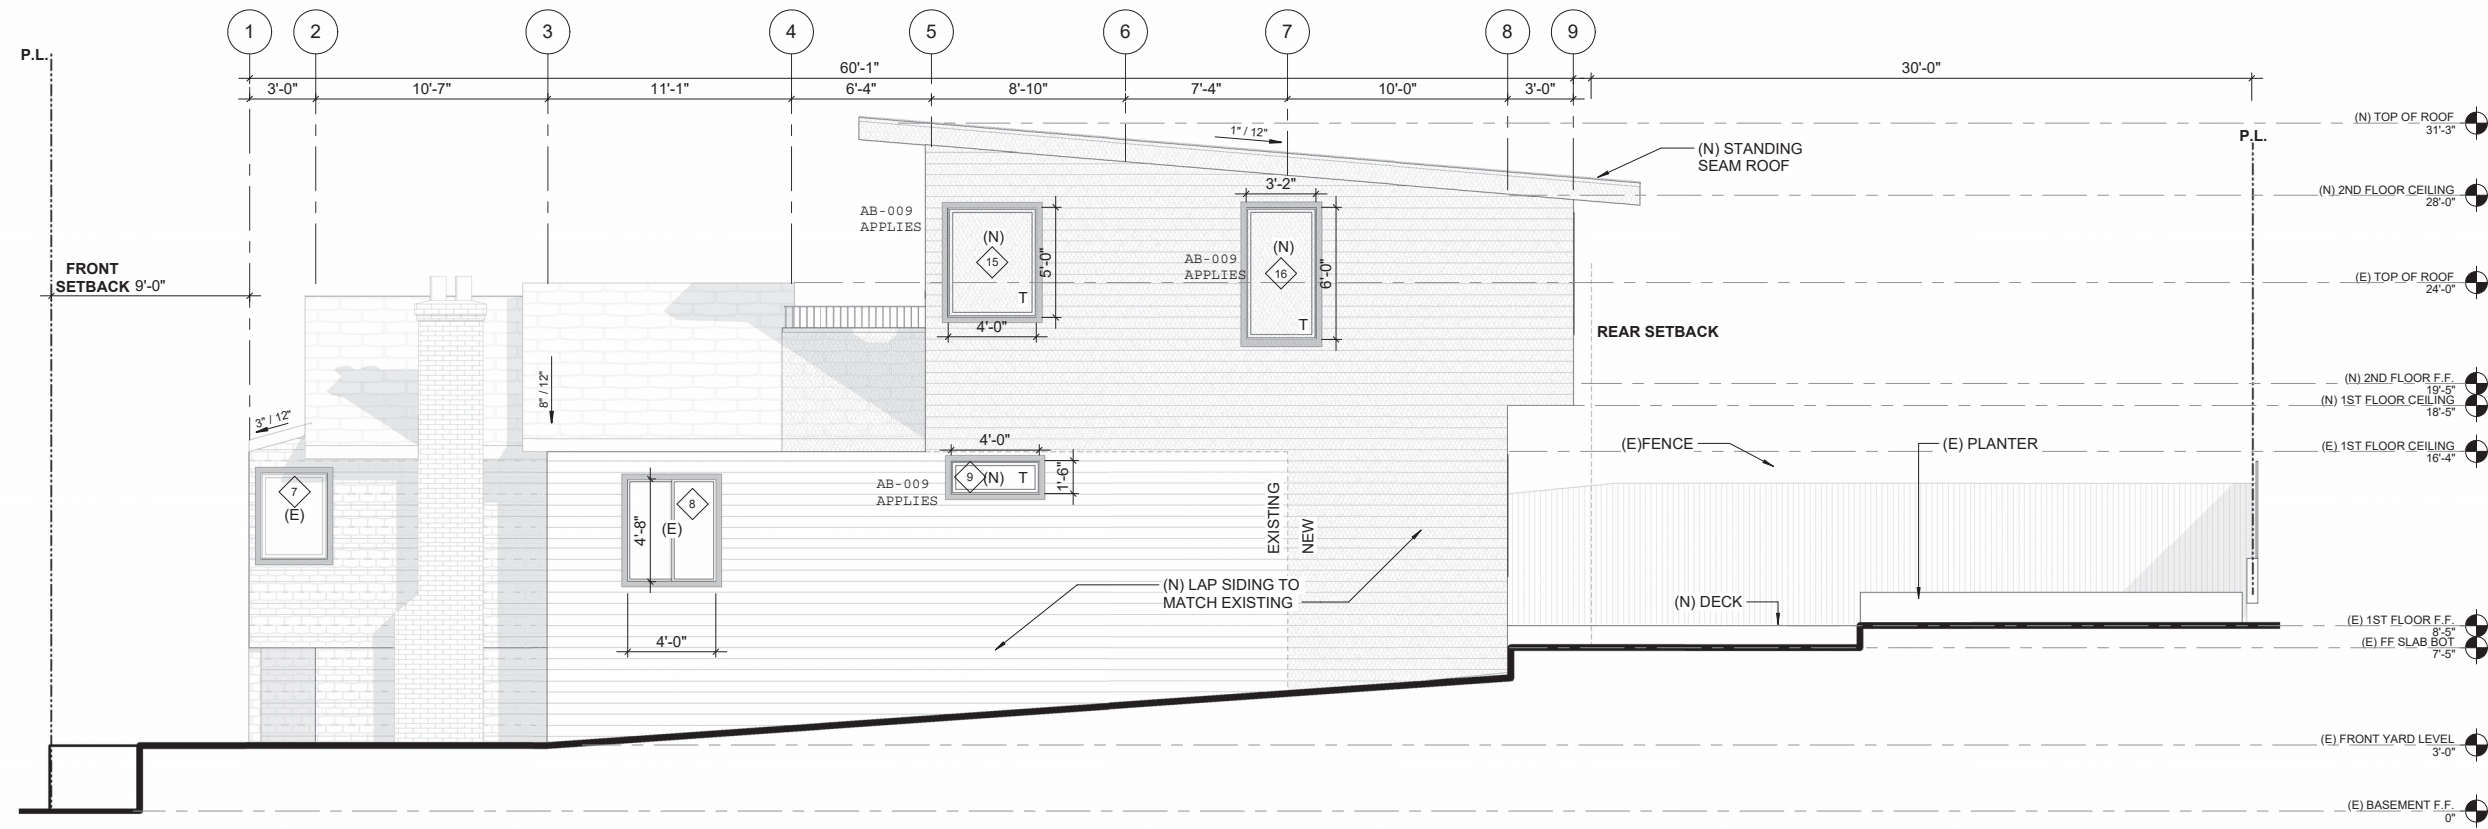 1
2
3
4
5
6
7
8
9
P.L.
60'-1"
30'-0"
3'-0"
10'-7"
11'-1"
6'-4"
8'-10"
7'-4"
10'-0"
3'-0"
(N) TOP OF ROOF
31'-3"
P.L.
1" / 12"
(N) STANDING
SEAM ROOF
(N) 2ND FLOOR CEILING
28'-0"
3'-2"
AB-009
APPLIES
(N)
15
5'-0"
T
4'-0"
AB-009
APPLIES
(N)
16
6'-0"
T
FRONT
SETBACK 9'-0"
(E) TOP OF ROOF
24'-0"
REAR SETBACK
(N) 2ND FLOOR F.F.
19'-5"
(N) 1ST FLOOR CEILING
18'-5"
8" / 12"
3" / 12"
4'-0"
(E)FENCE
(E) PLANTER
(E) 1ST FLOOR CEILING
16'-4"
9
(N)
T
1'-6"
AB-009
APPLIES
7
(E)
8
(E)
4'-8"
EXISTING
NEW
(N) LAP SIDING TO
MATCH EXISTING
(N) DECK
4'-0"
(E) 1ST FLOOR F.F.
8'-5"
(E) FF SLAB BOT
7'-5"
(E) FRONT YARD LEVEL
3'-0"
(E) BASEMENT F.F.
0"